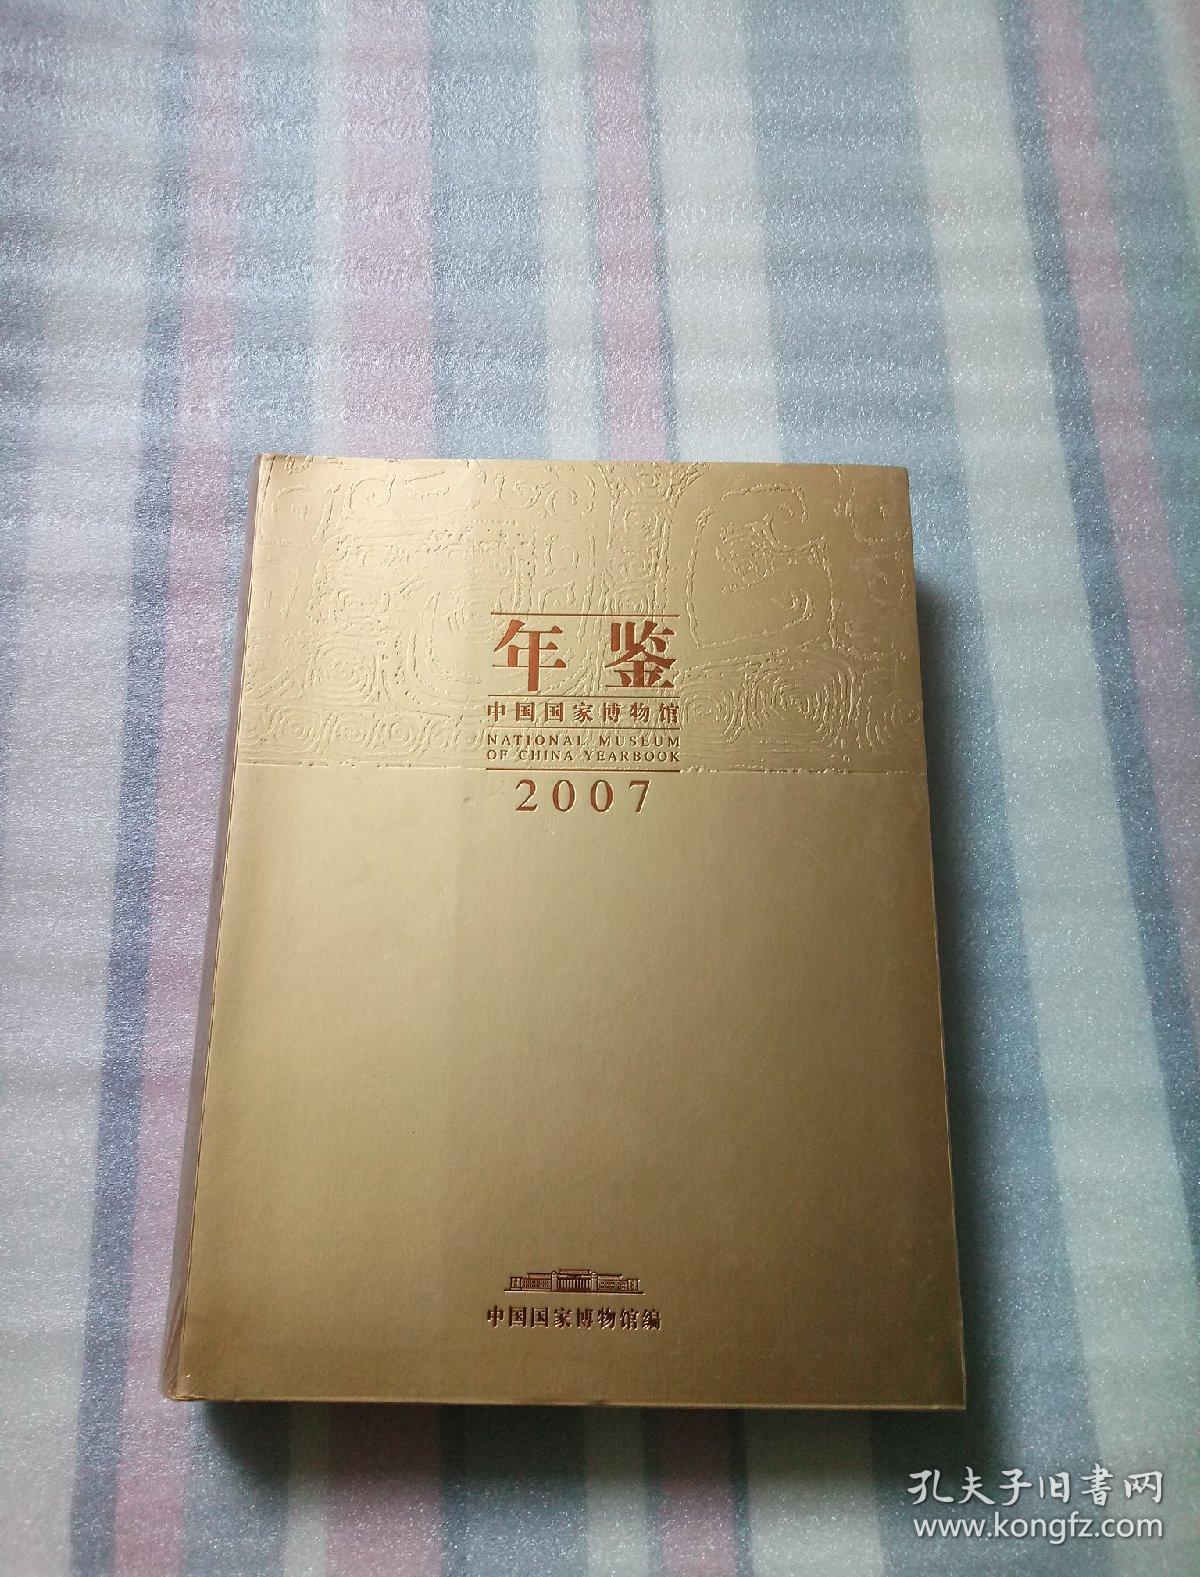 年鉴
中国国家博物馆
NATIONAL MUSEUM
OF CHINA YEARBOOK
2007
中国国家博物馆编
孔夫子旧書网
www.kongfz.com